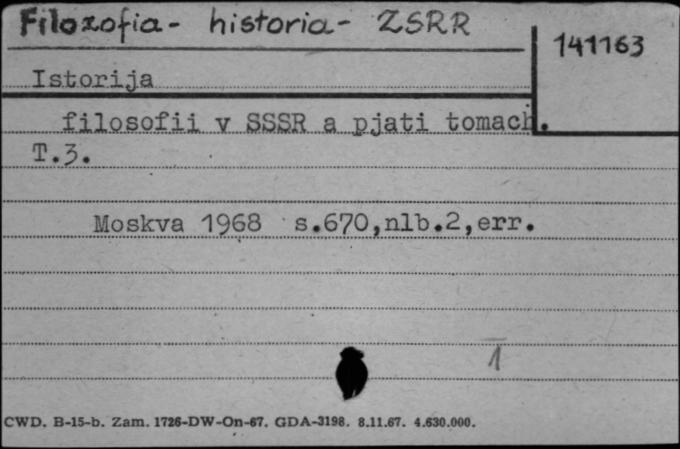 Filozofia - historia - ZSRR
141163
Istorija
filosofii v SSSR a pjati tomach.
T.3.
Moskva 1968 s.670,nlb.2,err.
1
CWD. B-15-b. Zam. 1726-DW-On-67. GDA-3198. 8.11.67. 4.630.000.